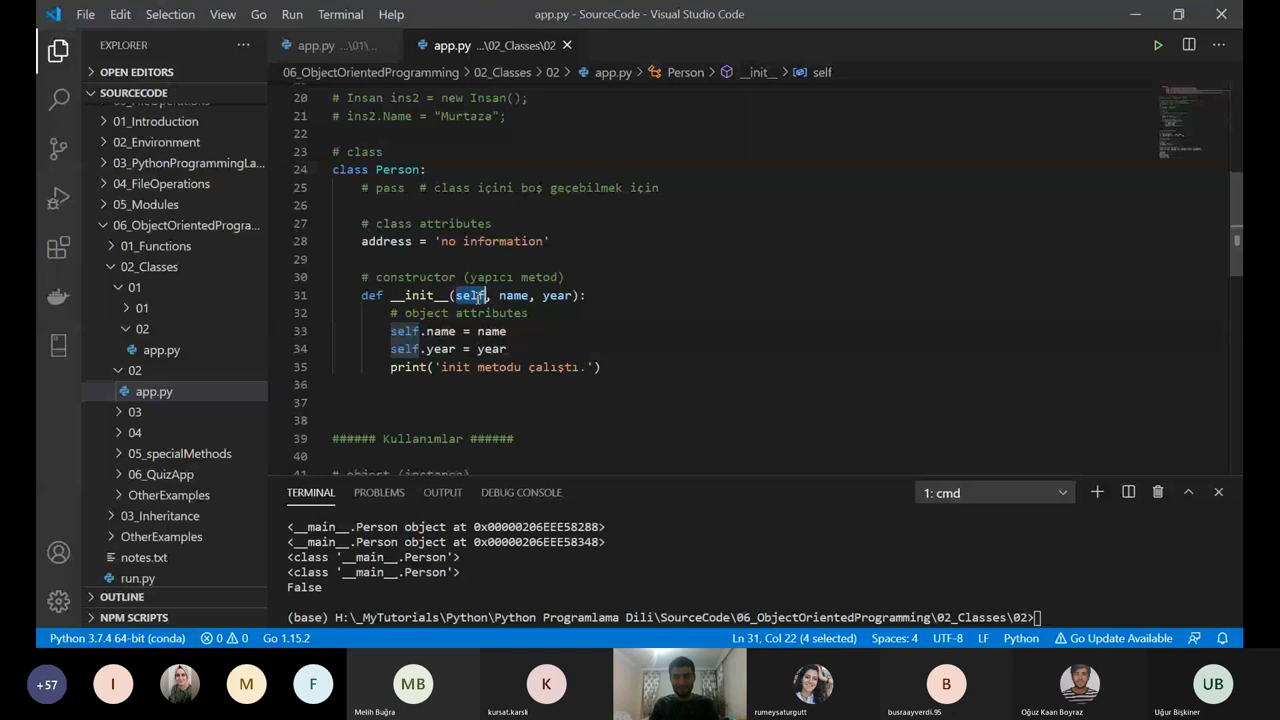 File Edit Selection View Go Run Terminal Help
app.py - SourceCode - Visual Studio Code
EXPLORER
OPEN EDITORS
SOURCECODE
01_Introduction
02_Environment
03_PythonProgrammingLa...
04_FileOperations
05_Modules
06_ObjectOrientedProgra...
01_Functions
02_Classes
01
01
02
app.py
02
app.py
03
04
05_specialMethods
06_QuizApp
OtherExamples
03_Inheritance
OtherExamples
notes.txt
run.py
OUTLINE
NPM SCRIPTS
app.py ...\01\...
app.py ...\02_Classes\02
06_ObjectOrientedProgramming > 02_Classes > 02 > app.py > Person > __init__ > self
20 # Insan ins2 = new Insan();
21 # ins2.Name = "Murtaza";
22
23 # class
24 class Person:
25 # pass # class içini boş geçebilmek için
26
27 # class attributes
28 address = 'no information'
29
30 # constructor (yapıcı metod)
31 def __init__(self, name, year):
32 # object attributes
33 self.name = name
34 self.year = year
35 print('init metodu çalıştı.')
36
37
38
39 ###### Kullanımlar ######
40
41 # object (instance)
TERMINAL PROBLEMS OUTPUT DEBUG CONSOLE
1: cmd
<__main__.Person object at 0x00000206EEE58288>
<__main__.Person object at 0x00000206EEE58348>
<class '__main__.Person'>
<class '__main__.Person'>
False
(base) H:\_MyTutorials\Python\Python Programlama Dili\SourceCode\06_ObjectOrientedProgramming\02_Classes\02>
Python 3.7.4 64-bit (conda) 0 0 Go 1.15.2 Ln 31, Col 22 (4 selected) Spaces: 4 UTF-8 LF Python Go Update Available
+57 I M F MB K B UB
Melih Buğra kursat.karsli rumeysaturgutt busraayverdi.95 Oğuz Kaan Boyraz Uğur Bişkiner